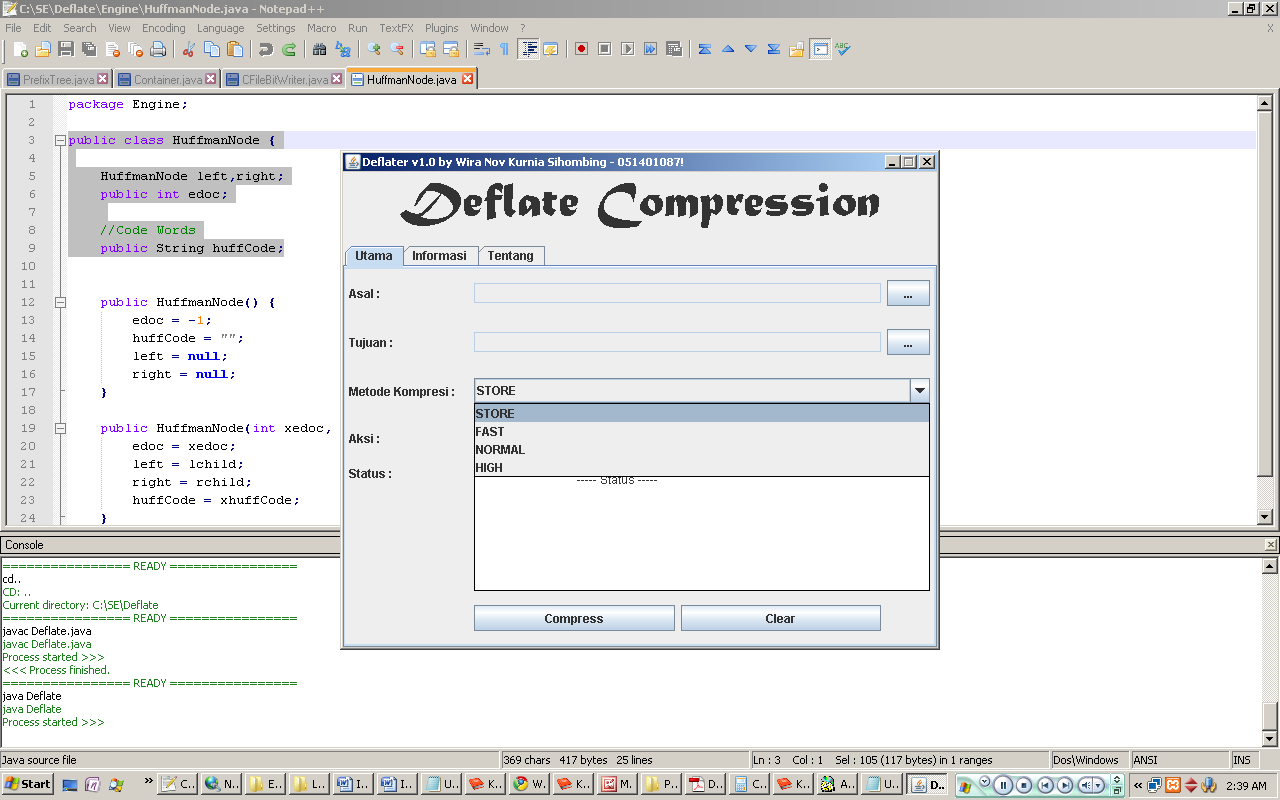 C:\SE\Deflate\Engine\HuffmanNode.java - Notepad++
File Edit Search View Encoding Language Settings Macro Run TextFX Plugins Window ?
X
PrefixTree.java Container.java CFileBitWriter.java HuffmanNode.java
1 package Engine;
2
3 public class HuffmanNode {
4
5 HuffmanNode left,right;
6 public int edoc;
7
8 //Code Words
9 public String huffCode;
10
11
12 public HuffmanNode() {
13 edoc = -1;
14 huffCode = "";
15 left = null;
16 right = null;
17 }
18
19 public HuffmanNode(int xedoc,
20 edoc = xedoc;
21 left = lchild;
22 right = rchild;
23 huffCode = xhuffCode;
24 }
Deflater v1.0 by Wira Nov Kurnia Sihombing - 051401087!
Deflate Compression
Utama Informasi Tentang
Asal : ...
Tujuan : ...
Metode Kompresi : STORE
STORE
FAST
NORMAL
HIGH
Aksi :
Status :
----- Status -----
Compress Clear
Console
================ READY ================
cd..
CD: ..
Current directory: C:\SE\Deflate
================ READY ================
javac Deflate.java
javac Deflate.java
Process started >>>
<<< Process finished.
================ READY ================
java Deflate
java Deflate
Process started >>>
Java source file 369 chars 417 bytes 25 lines Ln : 3 Col : 1 Sel : 105 (117 bytes) in 1 ranges Dos\Windows ANSI INS
Start » C.. N.. E.. L.. I.. I.. U.. K.. W.. K.. M.. P.. D.. C.. K.. A.. U.. D.. « 2:39 AM